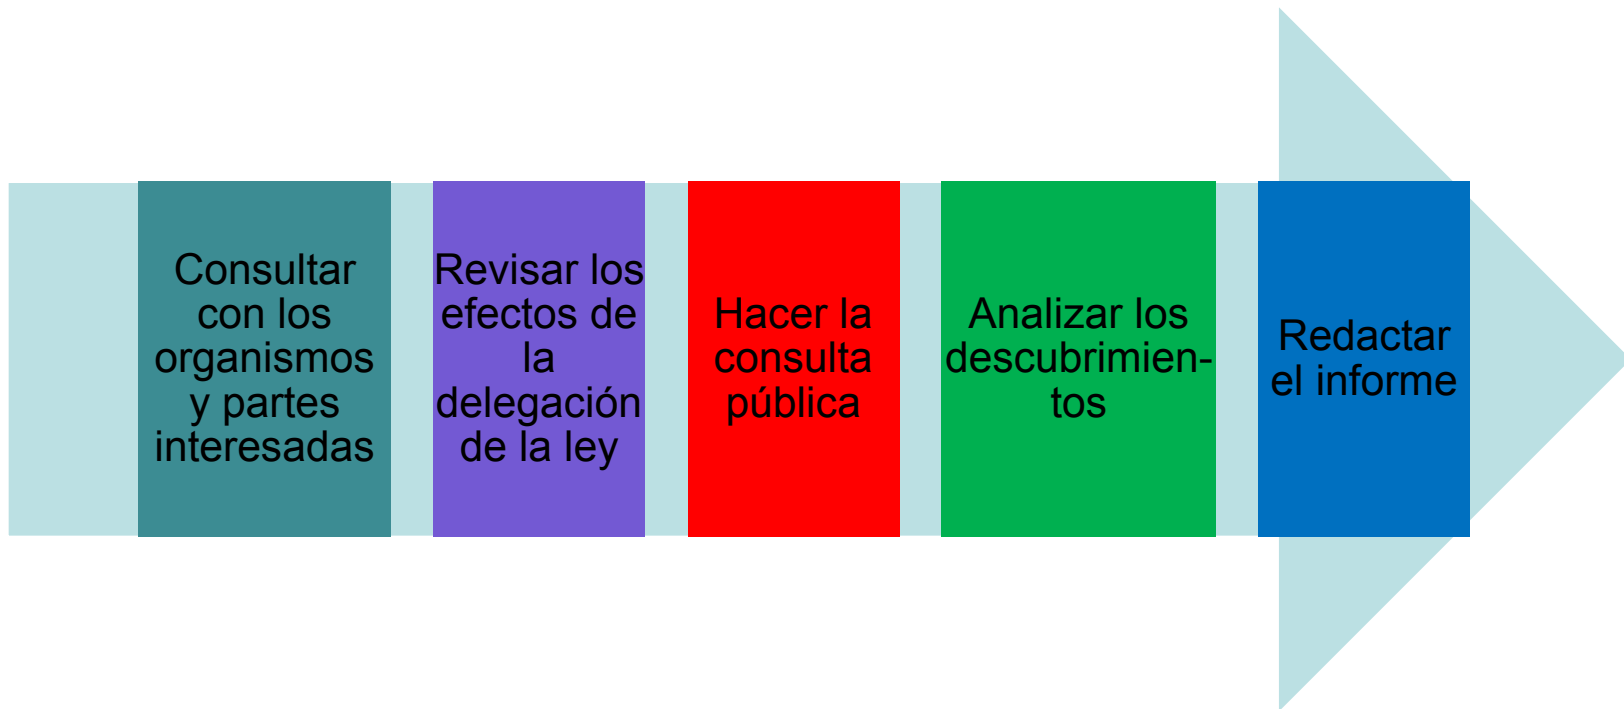 Consultar
con los
organismos
y partes
interesadas
Revisar los
efectos de
la
delegación
de la ley
Hacer la
consulta
pública
Analizar los
descubrimien-
tos
Redactar
el informe